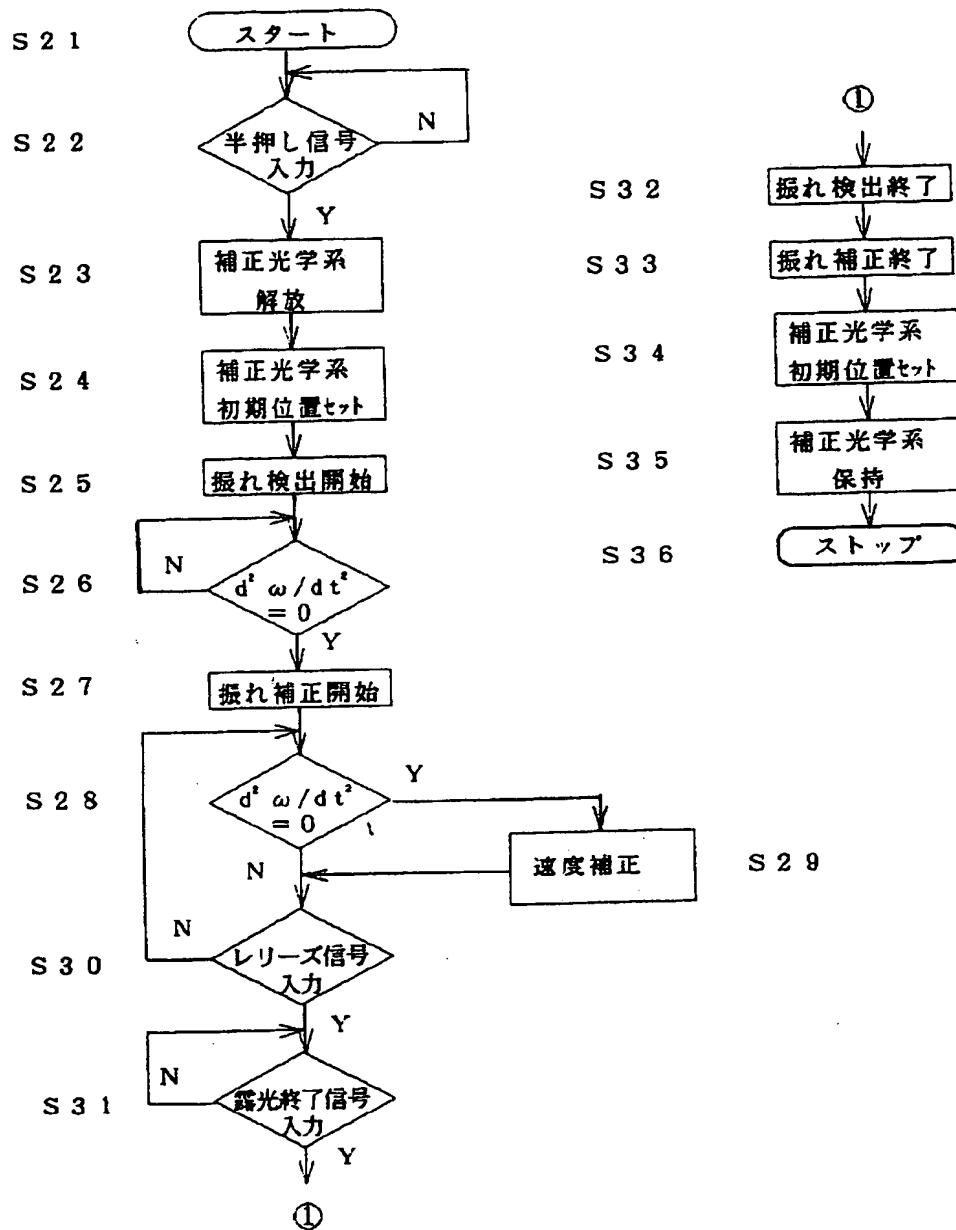 S21
スタート
S22
半押し信号
入力
N
Y
S23
補正光学系
解放
S24
補正光学系
初期位置セット
S25
振れ検出開始
S26
N
d² ω/dt²
= 0
Y
S27
振れ補正開始
S28
d² ω/dt²
= 0
Y
N
速度補正
S29
S30
N
レリーズ信号
入力
Y
S31
N
露光終了信号
入力
Y
①
①
S32
振れ検出終了
S33
振れ補正終了
S34
補正光学系
初期位置セット
S35
補正光学系
保持
S36
ストップ